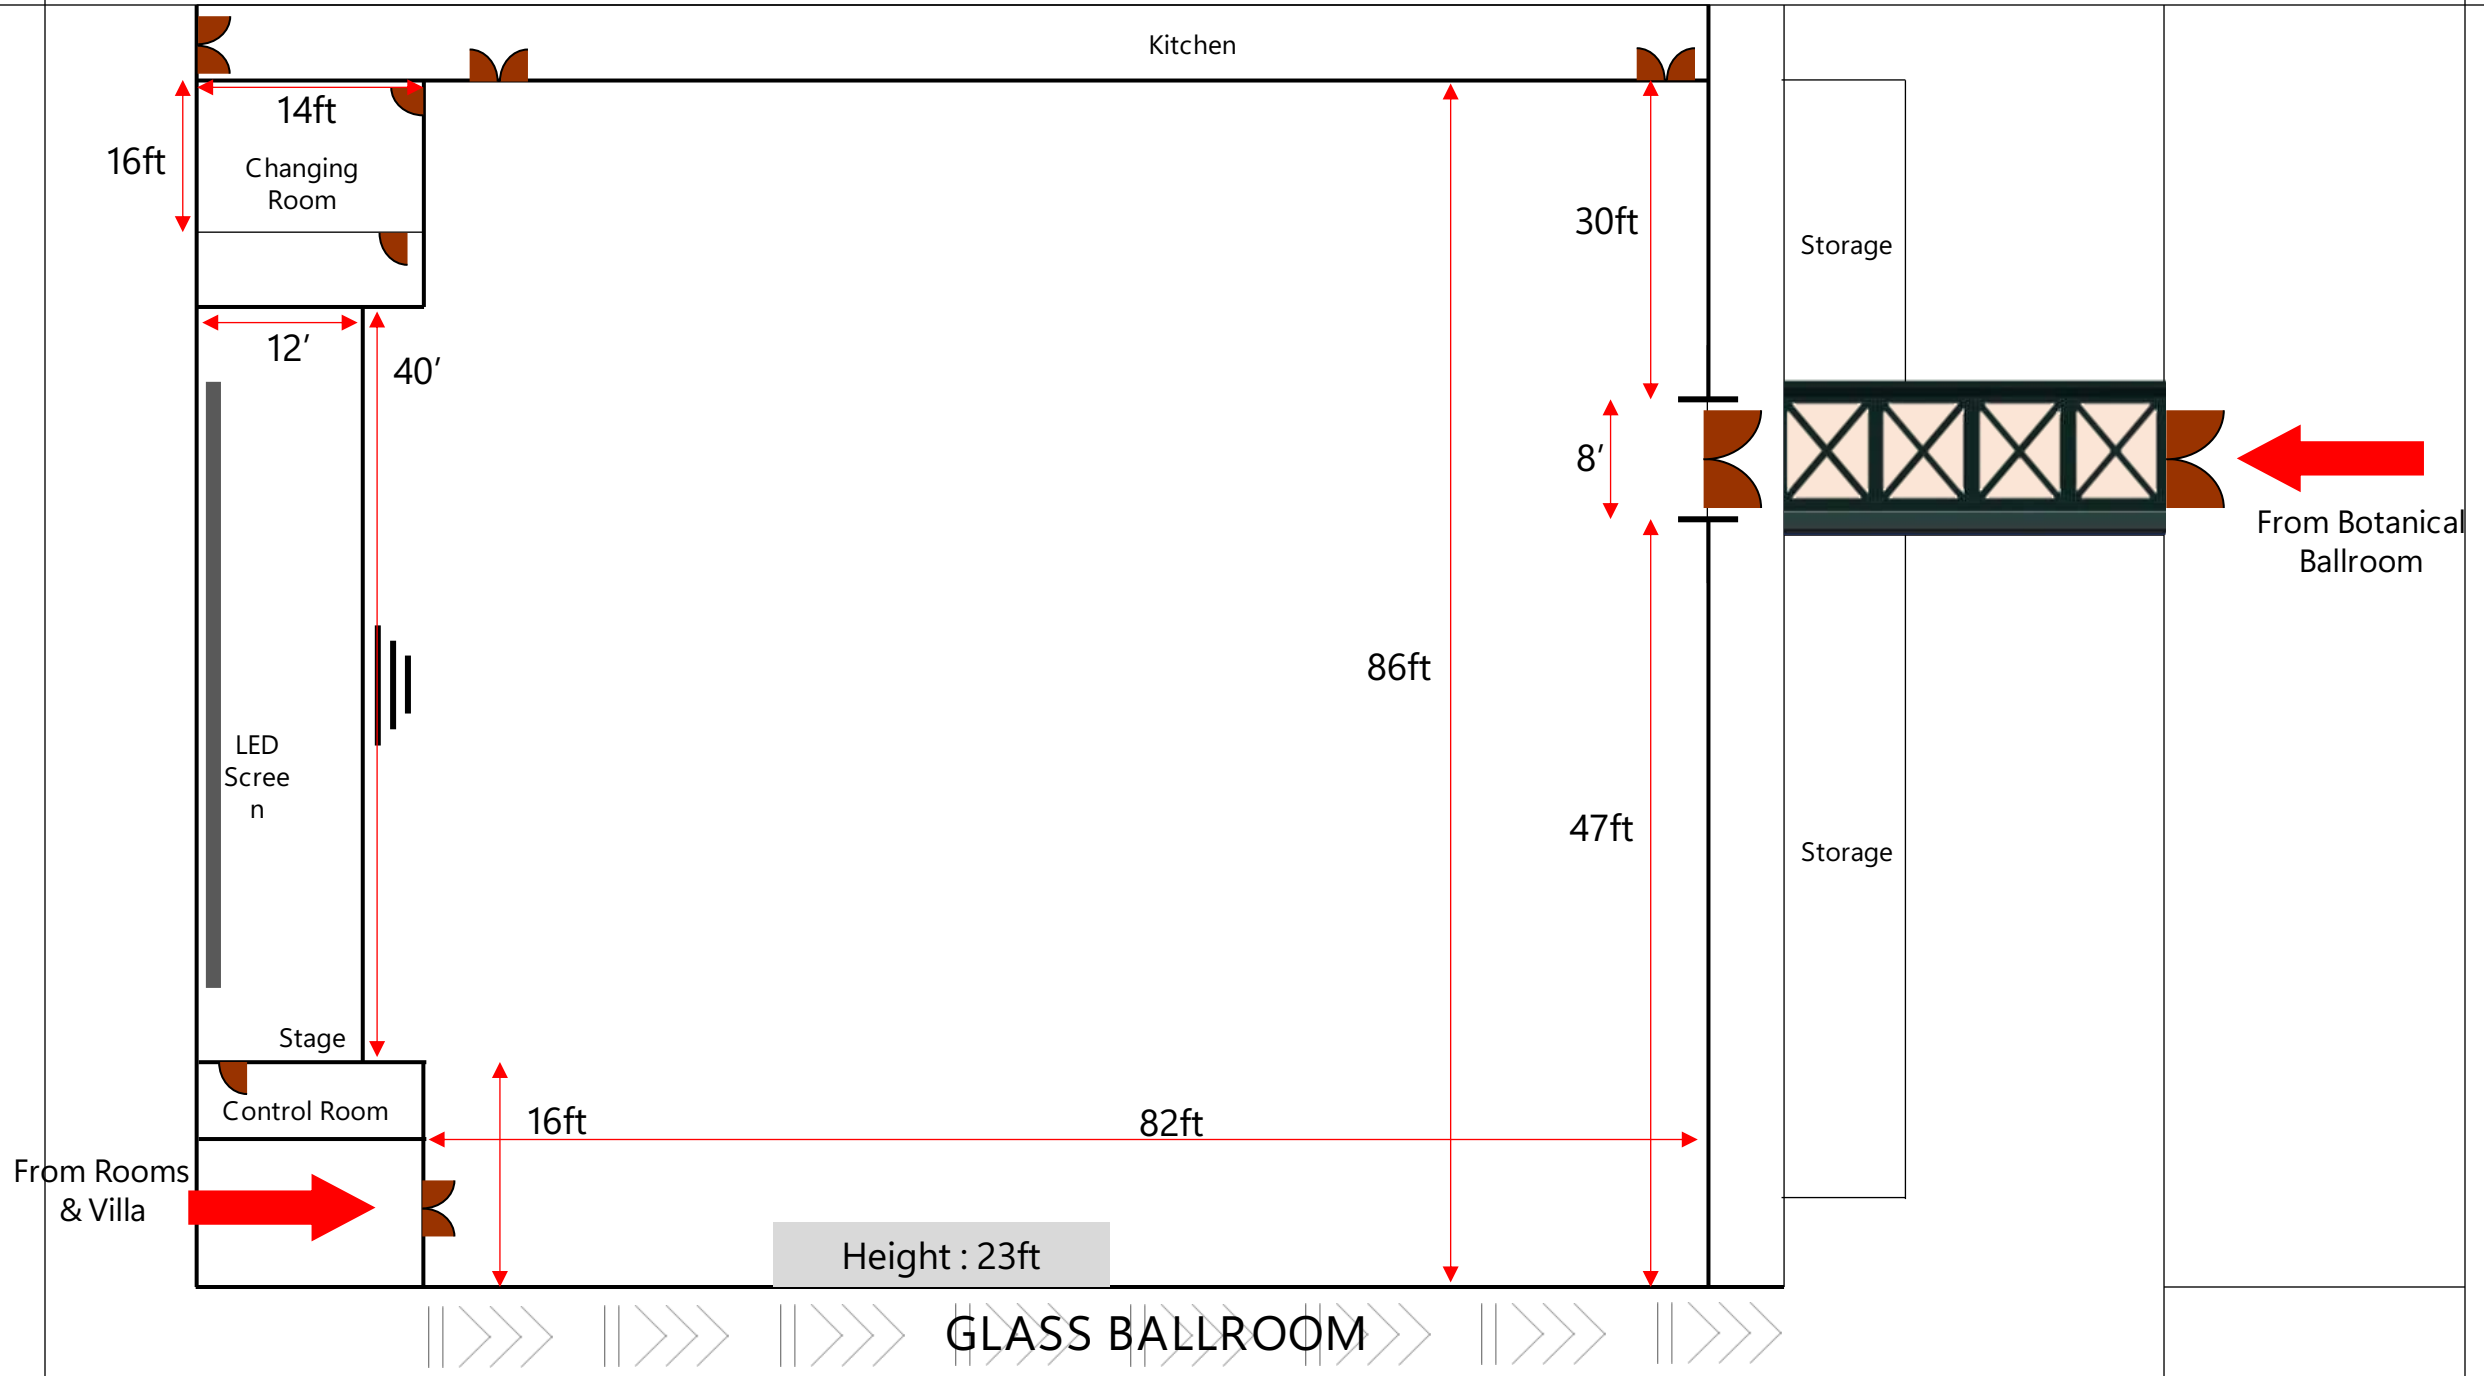 Kitchen
14ft
16ft
Changing
Room
30ft
Storage
12’
40’
8’
From Botanical
Ballroom
86ft
LED
Scree
n
47ft
Storage
Stage
Control Room
16ft
82ft
From Rooms
& Villa
Height : 23ft
GLASS BALLROOM